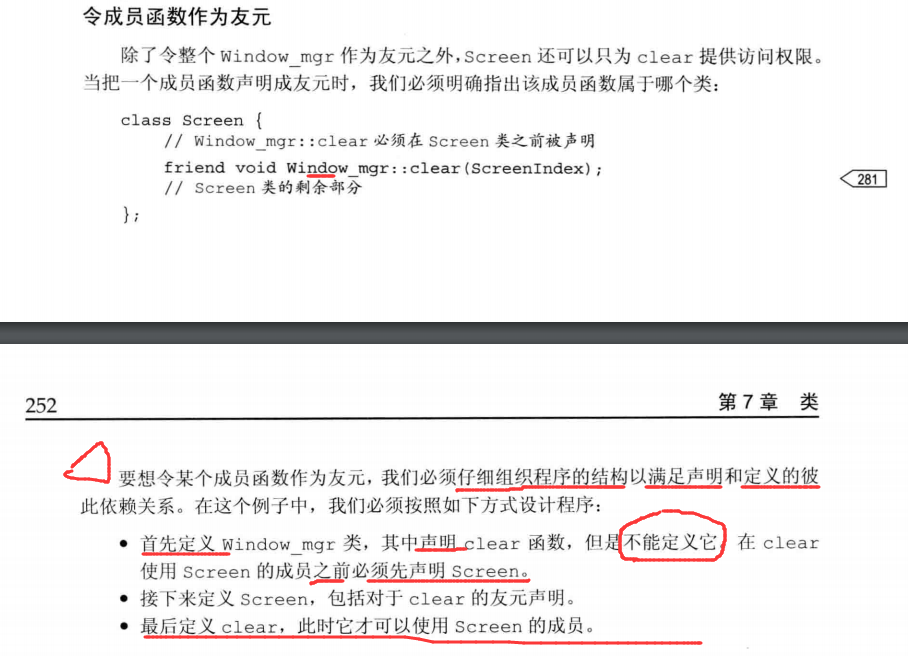 令成员函数作为友元
除了令整个 Window_mgr 作为友元之外,Screen 还可以只为 clear 提供访问权限。
当把一个成员函数声明成友元时，我们必须明确指出该成员函数属于哪个类：
class Screen {
// Window_mgr::clear 必须在 Screen 类之前被声明
friend void Window_mgr::clear(ScreenIndex);
281
// Screen 类的剩余部分
};
252
第 7 章 类
要想令某个成员函数作为友元，我们必须仔细组织程序的结构以满足声明和定义的彼
此依赖关系。在这个例子中，我们必须按照如下方式设计程序：
• 首先定义 Window_mgr 类，其中声明 clear 函数，但是不能定义它。在 clear
使用 Screen 的成员之前必须先声明 Screen。
• 接下来定义 Screen，包括对于 clear 的友元声明。
• 最后定义 clear，此时它才可以使用 Screen 的成员。